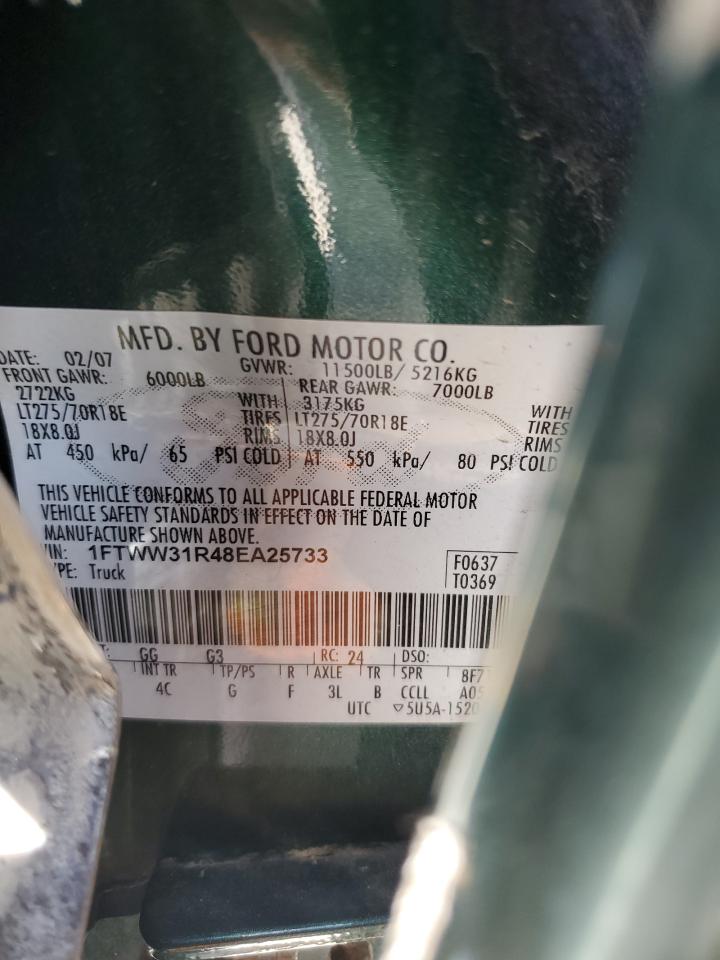 MFD. BY FORD MOTOR CO.
DATE: 02/07 GVWR: 11500LB/ 5216KG
FRONT GAWR: 6000LB REAR GAWR: 7000LB
2722KG WITH 3175KG WITH
LT275/70R18E TIRES LT275/70R18E TIRES
18X8.0J RIMS 18X8.0J RIMS
AT 450 kPa/ 65 PSI COLD AT 550 kPa/ 80 PSI COLD
THIS VEHICLE CONFORMS TO ALL APPLICABLE FEDERAL MOTOR
VEHICLE SAFETY STANDARDS IN EFFECT ON THE DATE OF
MANUFACTURE SHOWN ABOVE.
VIN: 1FTWW31R48EA25733
F0637
TYPE: Truck
T0369
GG G3 RC: 24 DSO:
INT TR TP/PS R AXLE TR SPR 8F7
4C G F 3L B CCLL A05
UTC ▽5U5A-1520